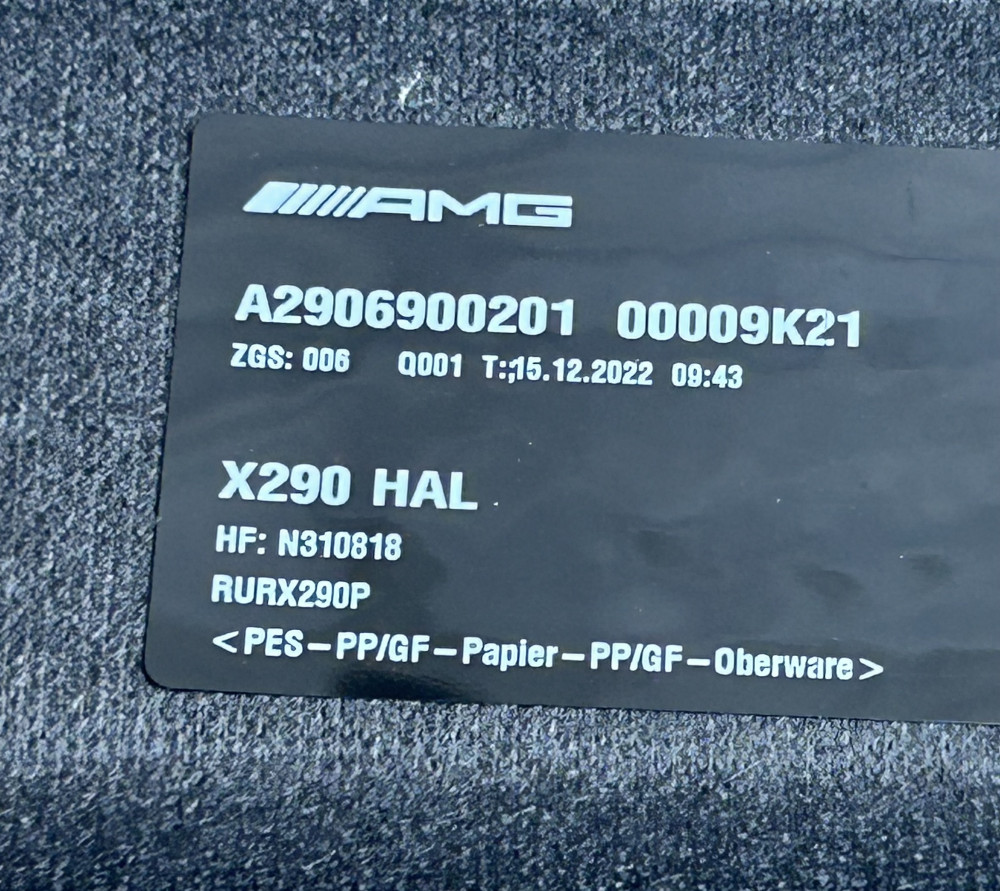 AMG
A2906900201 00009K21
ZGS: 006 Q001 T:;15.12.2022 09:43
X290 HAL
HF: N310818
RURX290P
<PES–PP/GF–Papier–PP/GF–Oberware>